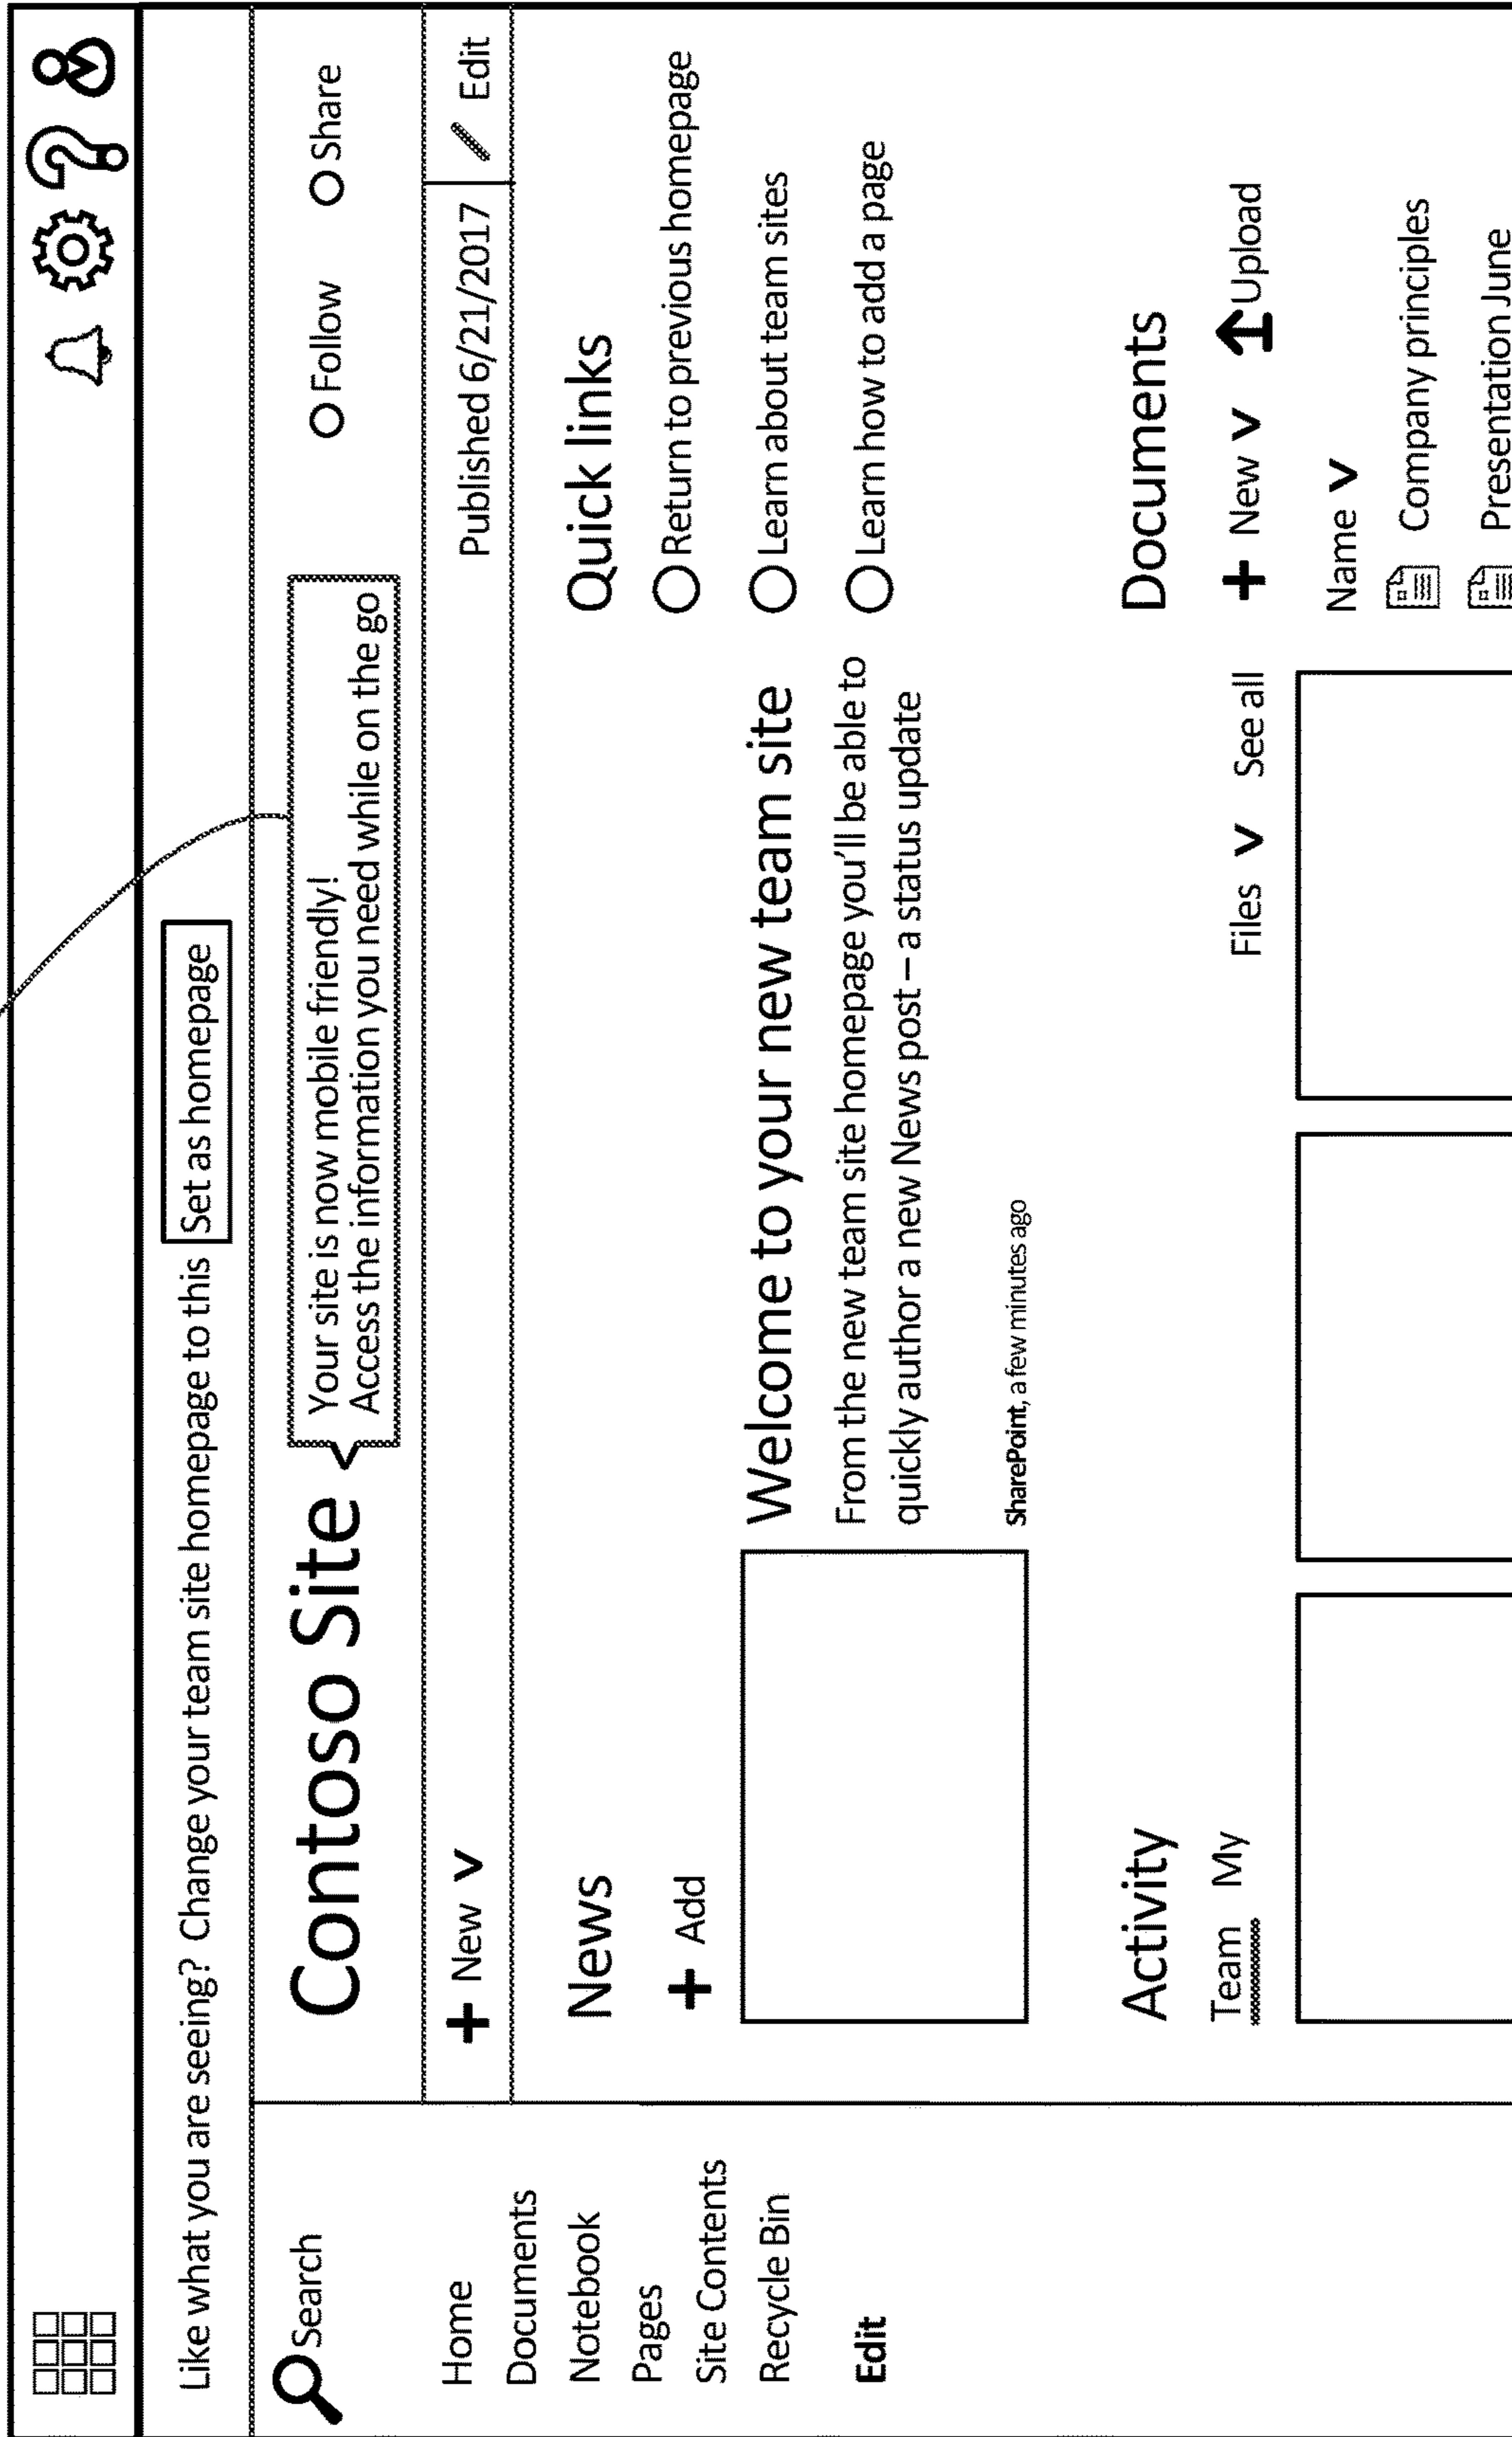 Like what you are seeing? Change your team site homepage to this Set as homepage
Search
Home
Documents
Notebook
Pages
Site Contents
Recycle Bin
Edit
Contoso Site
Your site is now mobile friendly!
Access the information you need while on the go
Follow
Share
+ New
Published 6/21/2017
Edit
News
+ Add
Welcome to your new team site
From the new team site homepage you'll be able to
quickly author a new News post – a status update
SharePoint, a few minutes ago
Quick links
Return to previous homepage
Learn about team sites
Learn how to add a page
Activity
Team My
Files See all
Documents
+ New Upload
Name
Company principles
Presentation June